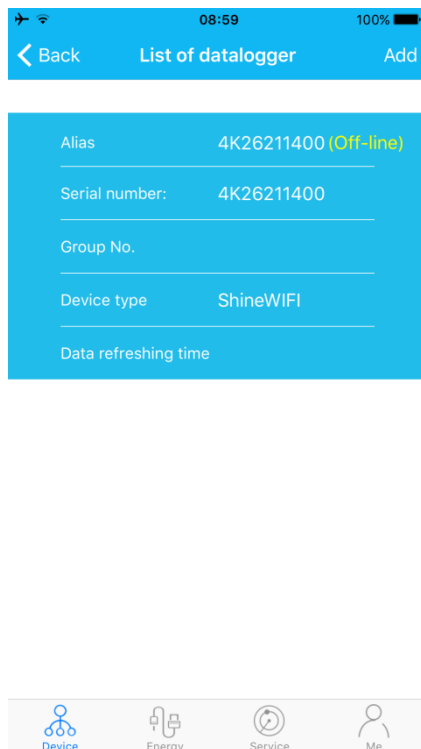 08:59 100%
Back List of datalogger Add
Alias 4K26211400 (Off-line)
Serial number: 4K26211400
Group No.
Device type ShineWIFI
Data refreshing time
Device Energy Service Me